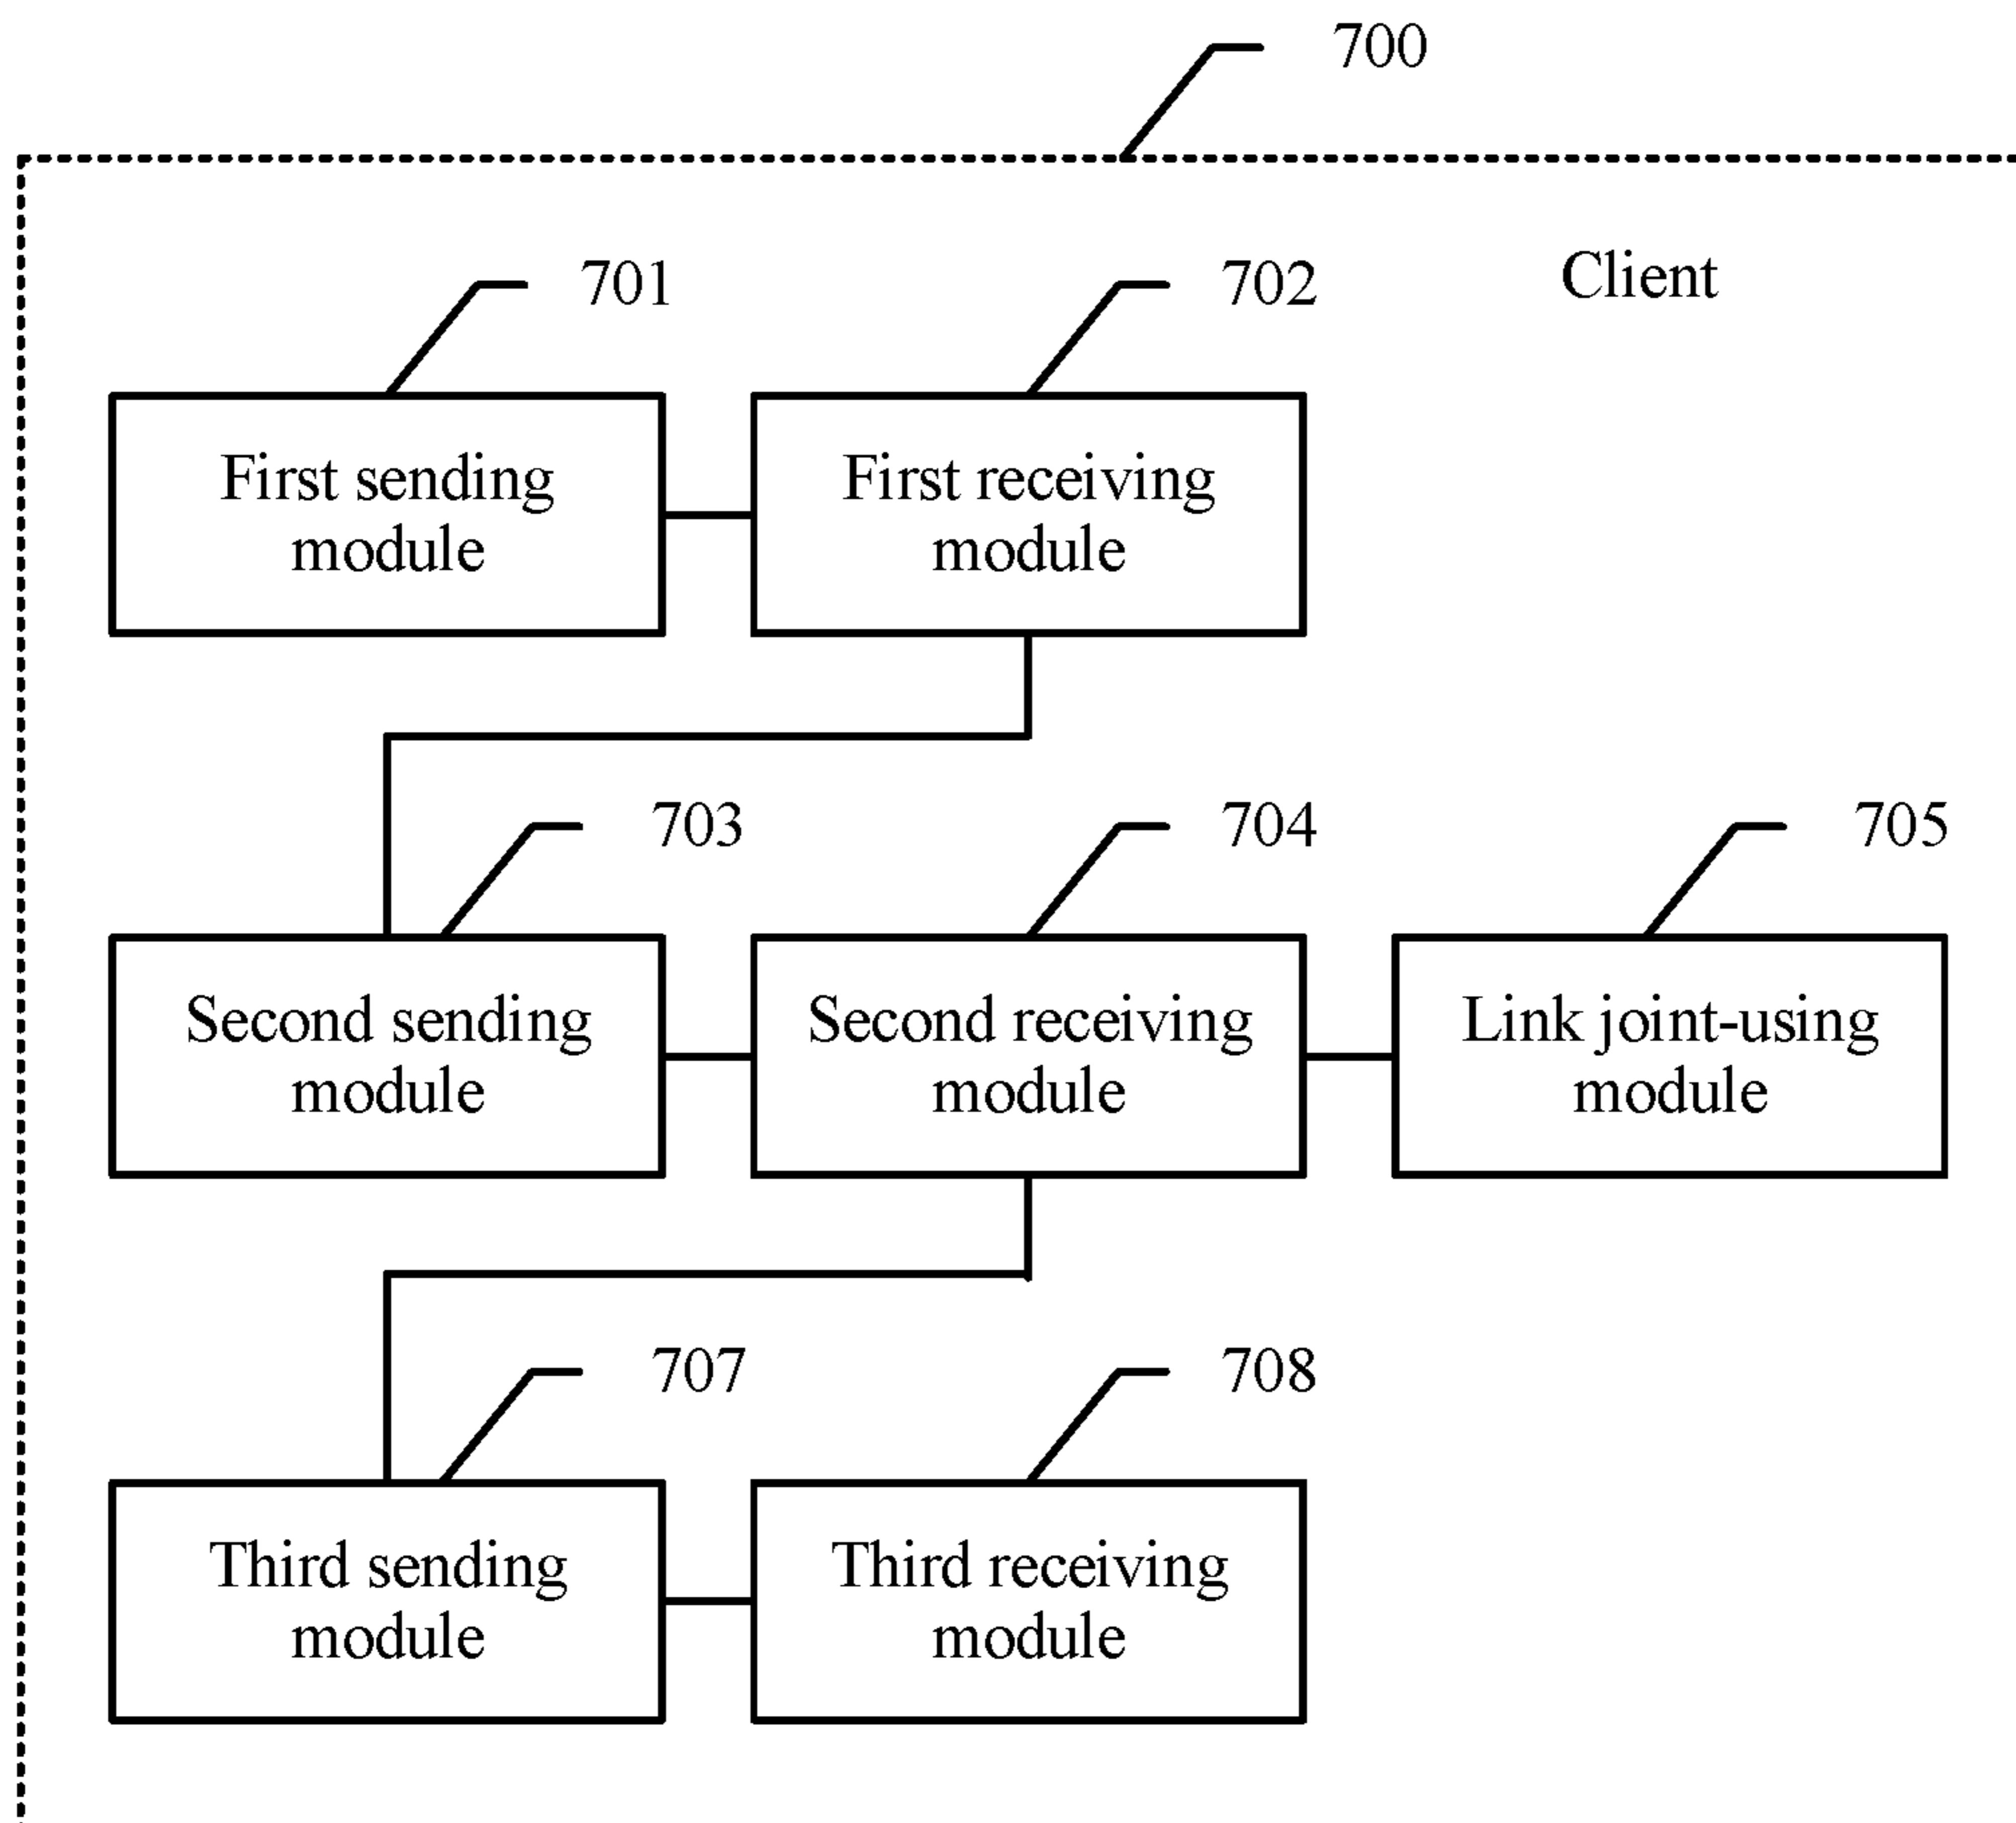 700
Client
701
702
First sending
module
First receiving
module
703
704
705
Second sending
module
Second receiving
module
Link joint-using
module
707
708
Third sending
module
Third receiving
module